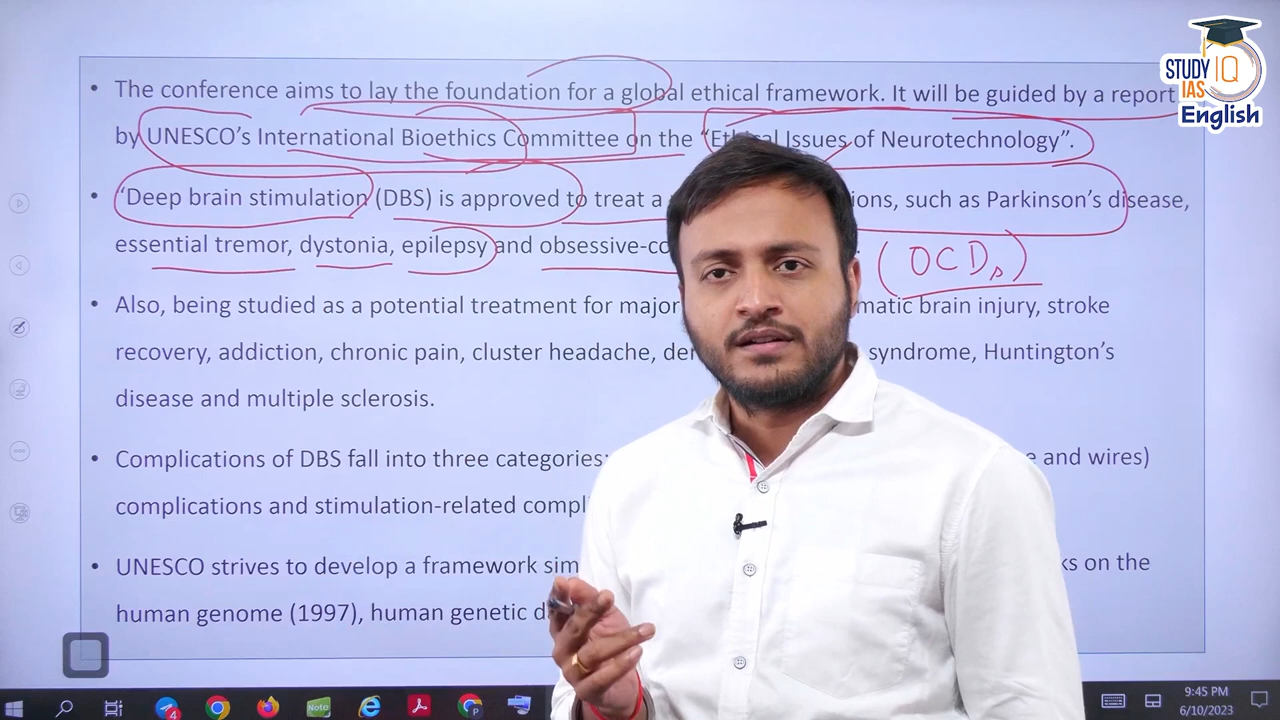 • The conference aims to lay the foundation for a global ethical framework. It will be guided by a report
by UNESCO's International Bioethics Committee on the "Ethical Issues of Neurotechnology".
• 'Deep brain stimulation (DBS) is approved to treat a ions, such as Parkinson's disease,
essential tremor, dystonia, epilepsy and obsessive-co
(OCDs)
• Also, being studied as a potential treatment for major matic brain injury, stroke
recovery, addiction, chronic pain, cluster headache, de syndrome, Huntington's
disease and multiple sclerosis.
• Complications of DBS fall into three categories: e and wires)
complications and stimulation-related compl
• UNESCO strives to develop a framework sim ks on the
human genome (1997), human genetic d
STUDY IQ
IAS
English
4
Note
P
9:45 PM
6/10/2023